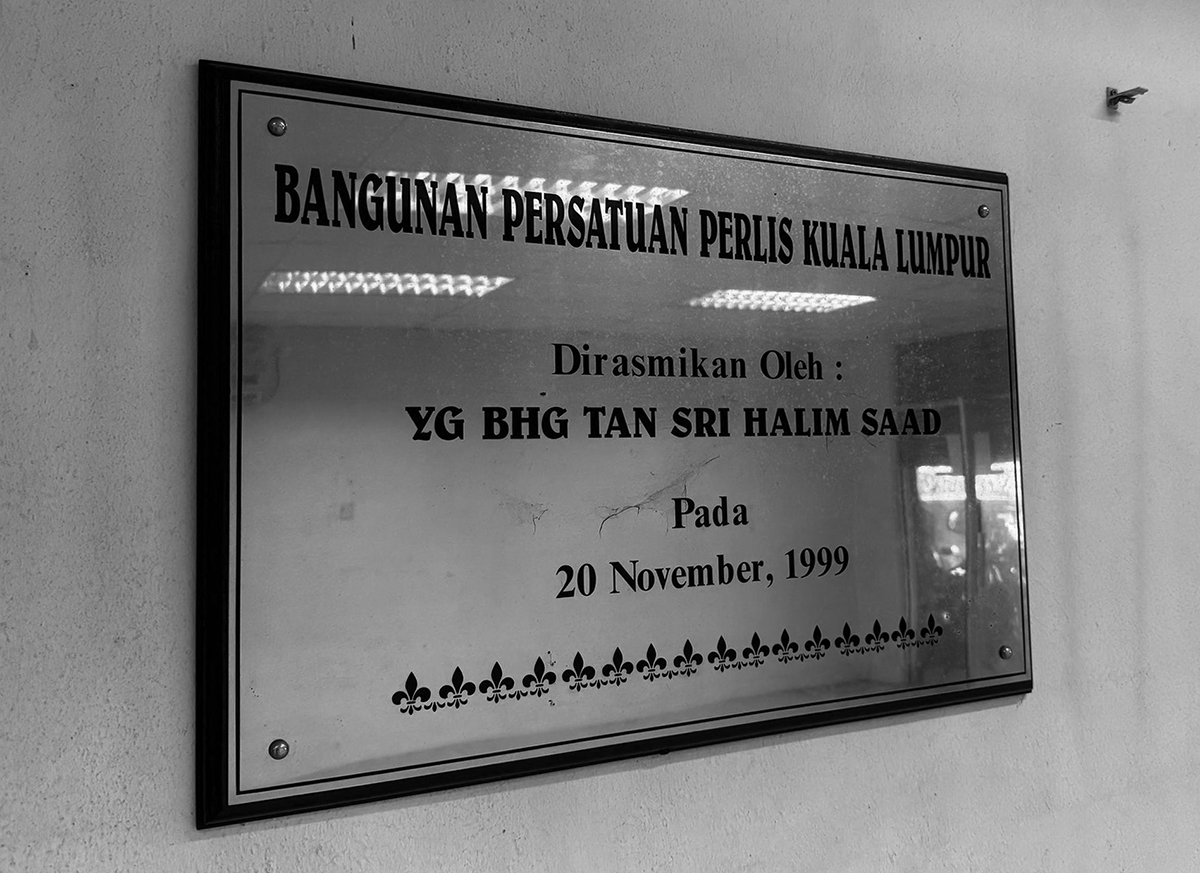 BANGUNAN PERSATUAN PERLIS KUALA LUMPUR
Dirasmikan Oleh :
YG BHG TAN SRI HALIM SAAD
Pada
20 November, 1999